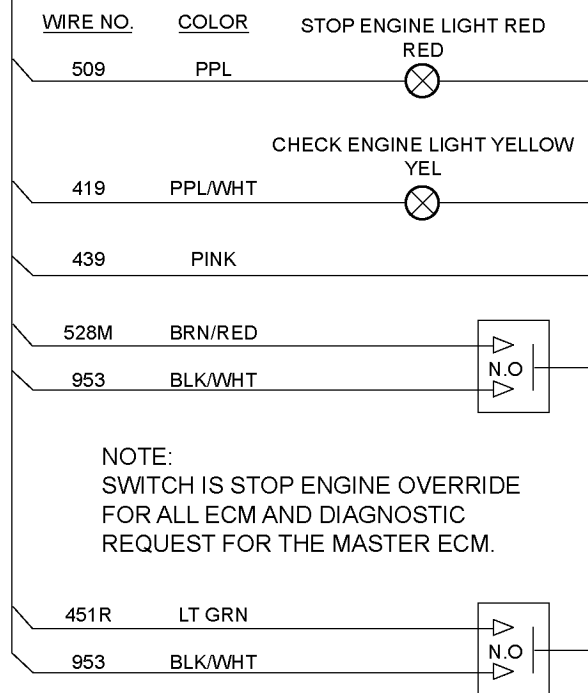 WIRE NO. COLOR STOP ENGINE LIGHT RED
RED
509 PPL
CHECK ENGINE LIGHT YELLOW
YEL
419 PPL/WHT
439 PINK
528M BRN/RED
953 BLK/WHT
N.O
NOTE:
SWITCH IS STOP ENGINE OVERRIDE
FOR ALL ECM AND DIAGNOSTIC
REQUEST FOR THE MASTER ECM.
451R LT GRN
953 BLK/WHT
N.O